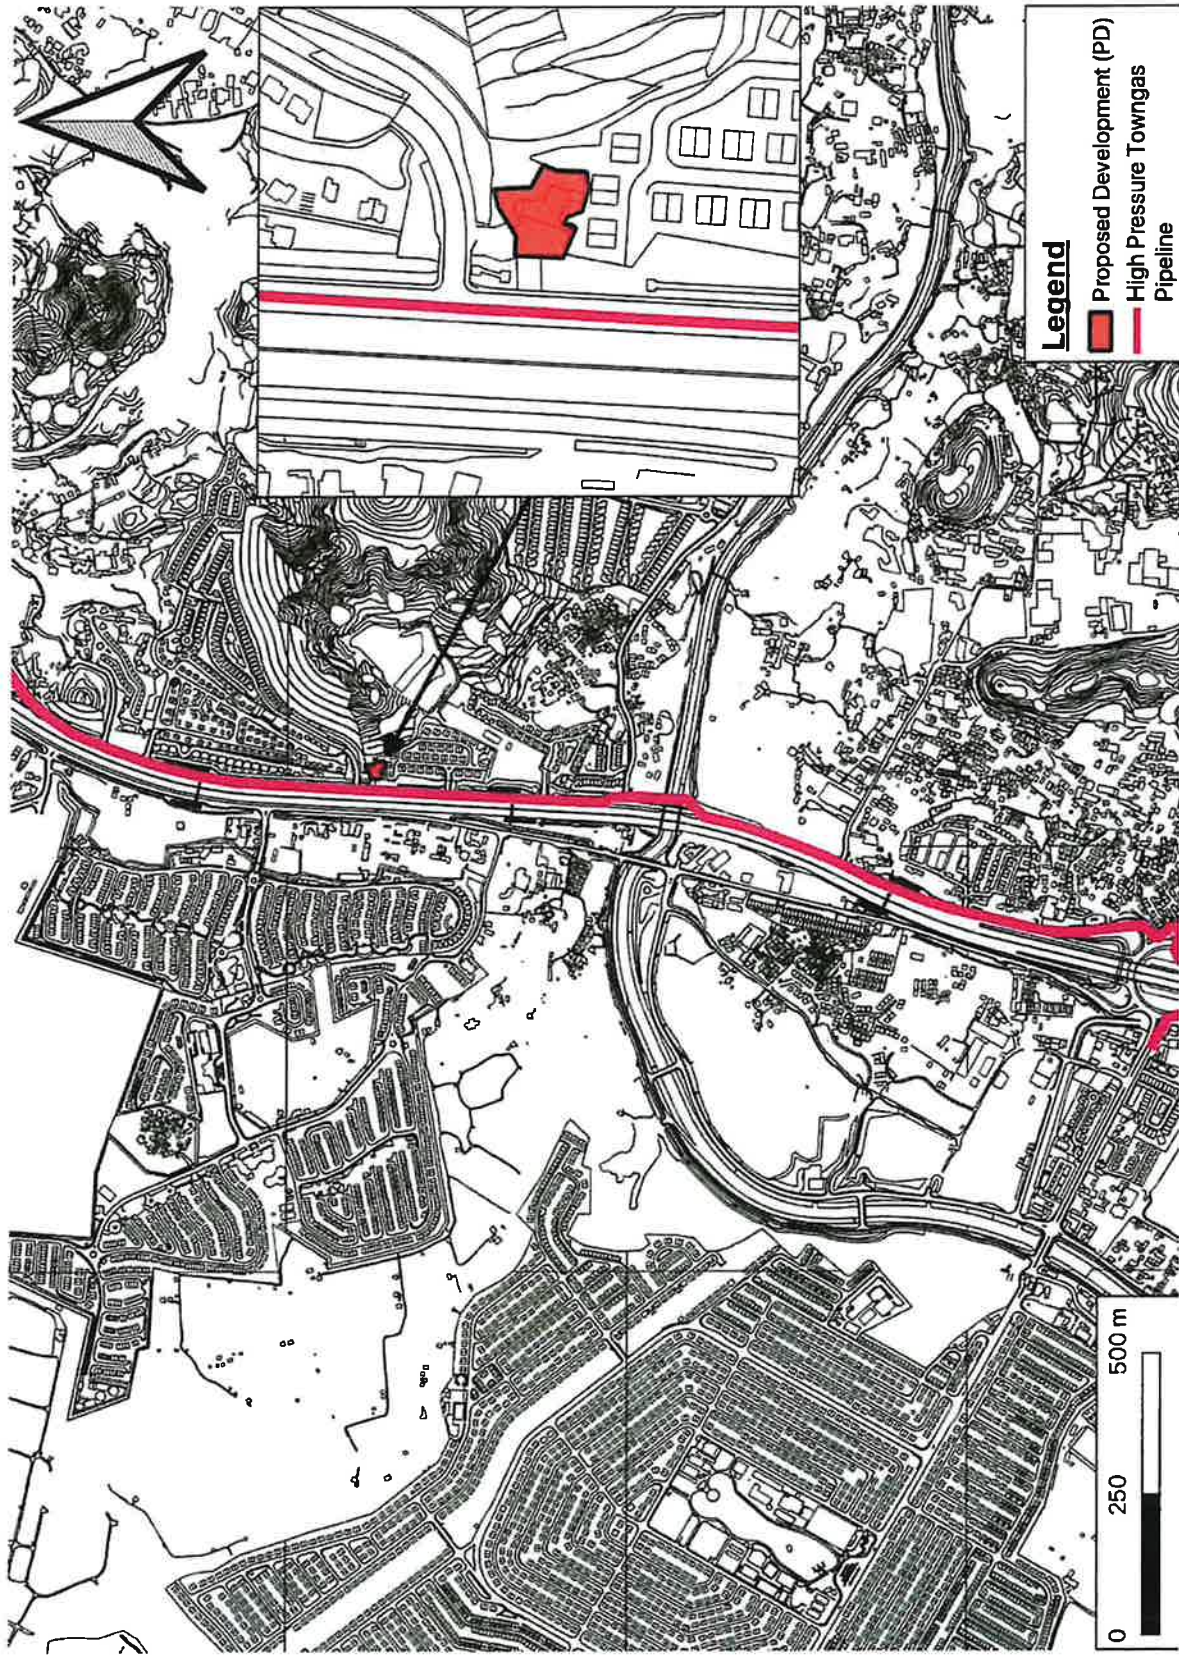 Legend
Proposed Development (PD)
High Pressure Towngas
Pipeline
0 250 500 m